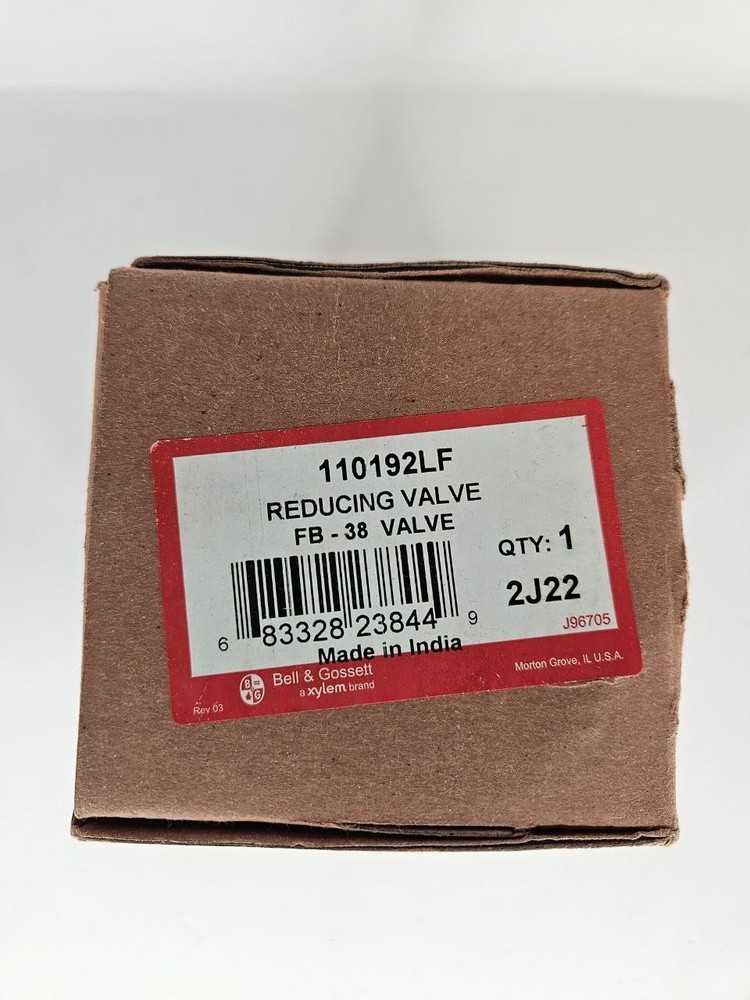 110192LF
REDUCING VALVE
FB - 38 VALVE
QTY: 1
2J22
6 83328 23844 9
J96705
Made in India
B G
Bell & Gossett
a xylem brand
Morton Grove, IL U.S.A.
Rev 03